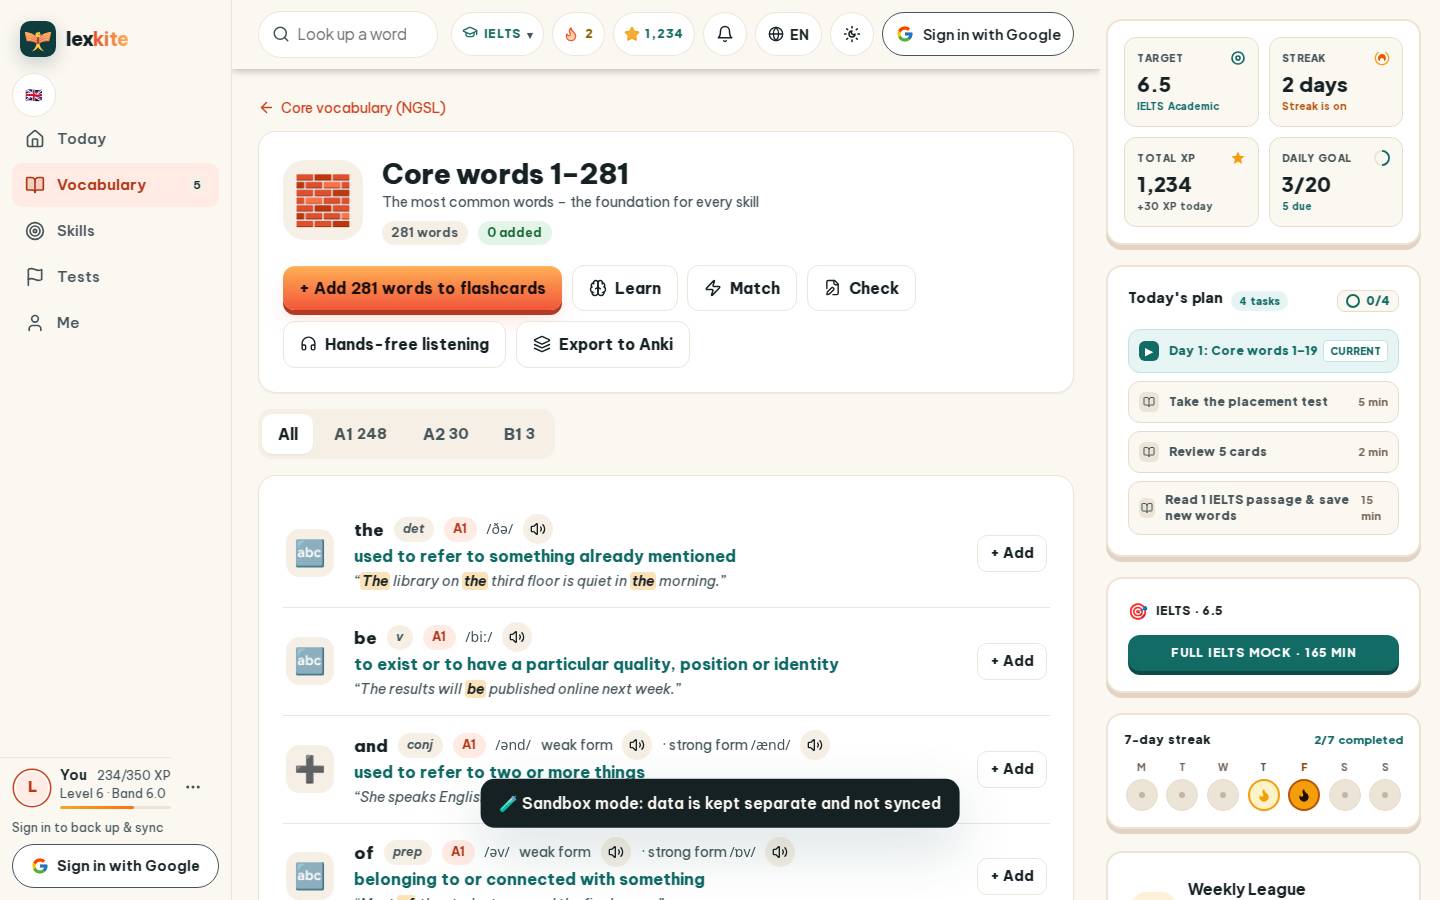 lexkite
Today
Vocabulary 5
Skills
Tests
Me
L
You 234/350 XP
Level 6 · Band 6.0
Sign in to back up & sync
Sign in with Google
Look up a word
IELTS
2
1,234
EN
Sign in with Google
Core vocabulary (NGSL)
Core words 1–281
The most common words – the foundation for every skill
281 words 0 added
+ Add 281 words to flashcards
Learn
Match
Check
Hands-free listening
Export to Anki
All A1 248 A2 30 B1 3
abc
the det A1 /ðə/
used to refer to something already mentioned
“The library on the third floor is quiet in the morning.”
+ Add
abc
be v A1 /biː/
to exist or to have a particular quality, position or identity
“The results will be published online next week.”
+ Add
and conj A1 /ənd/ weak form · strong form /ænd/
used to refer to two or more things
“She speaks Englis
+ Add
abc
of prep A1 /əv/ weak form · strong form /ɒv/
belonging to or connected with something
+ Add
🧪 Sandbox mode: data is kept separate and not synced
TARGET
6.5
IELTS Academic
STREAK
2 days
Streak is on
TOTAL XP
1,234
+30 XP today
DAILY GOAL
3/20
5 due
Today's plan 4 tasks 0/4
Day 1: Core words 1–19 CURRENT
Take the placement test 5 min
Review 5 cards 2 min
Read 1 IELTS passage & save new words 15 min
IELTS · 6.5
FULL IELTS MOCK · 165 MIN
7-day streak 2/7 completed
M T W T F S S
Weekly League